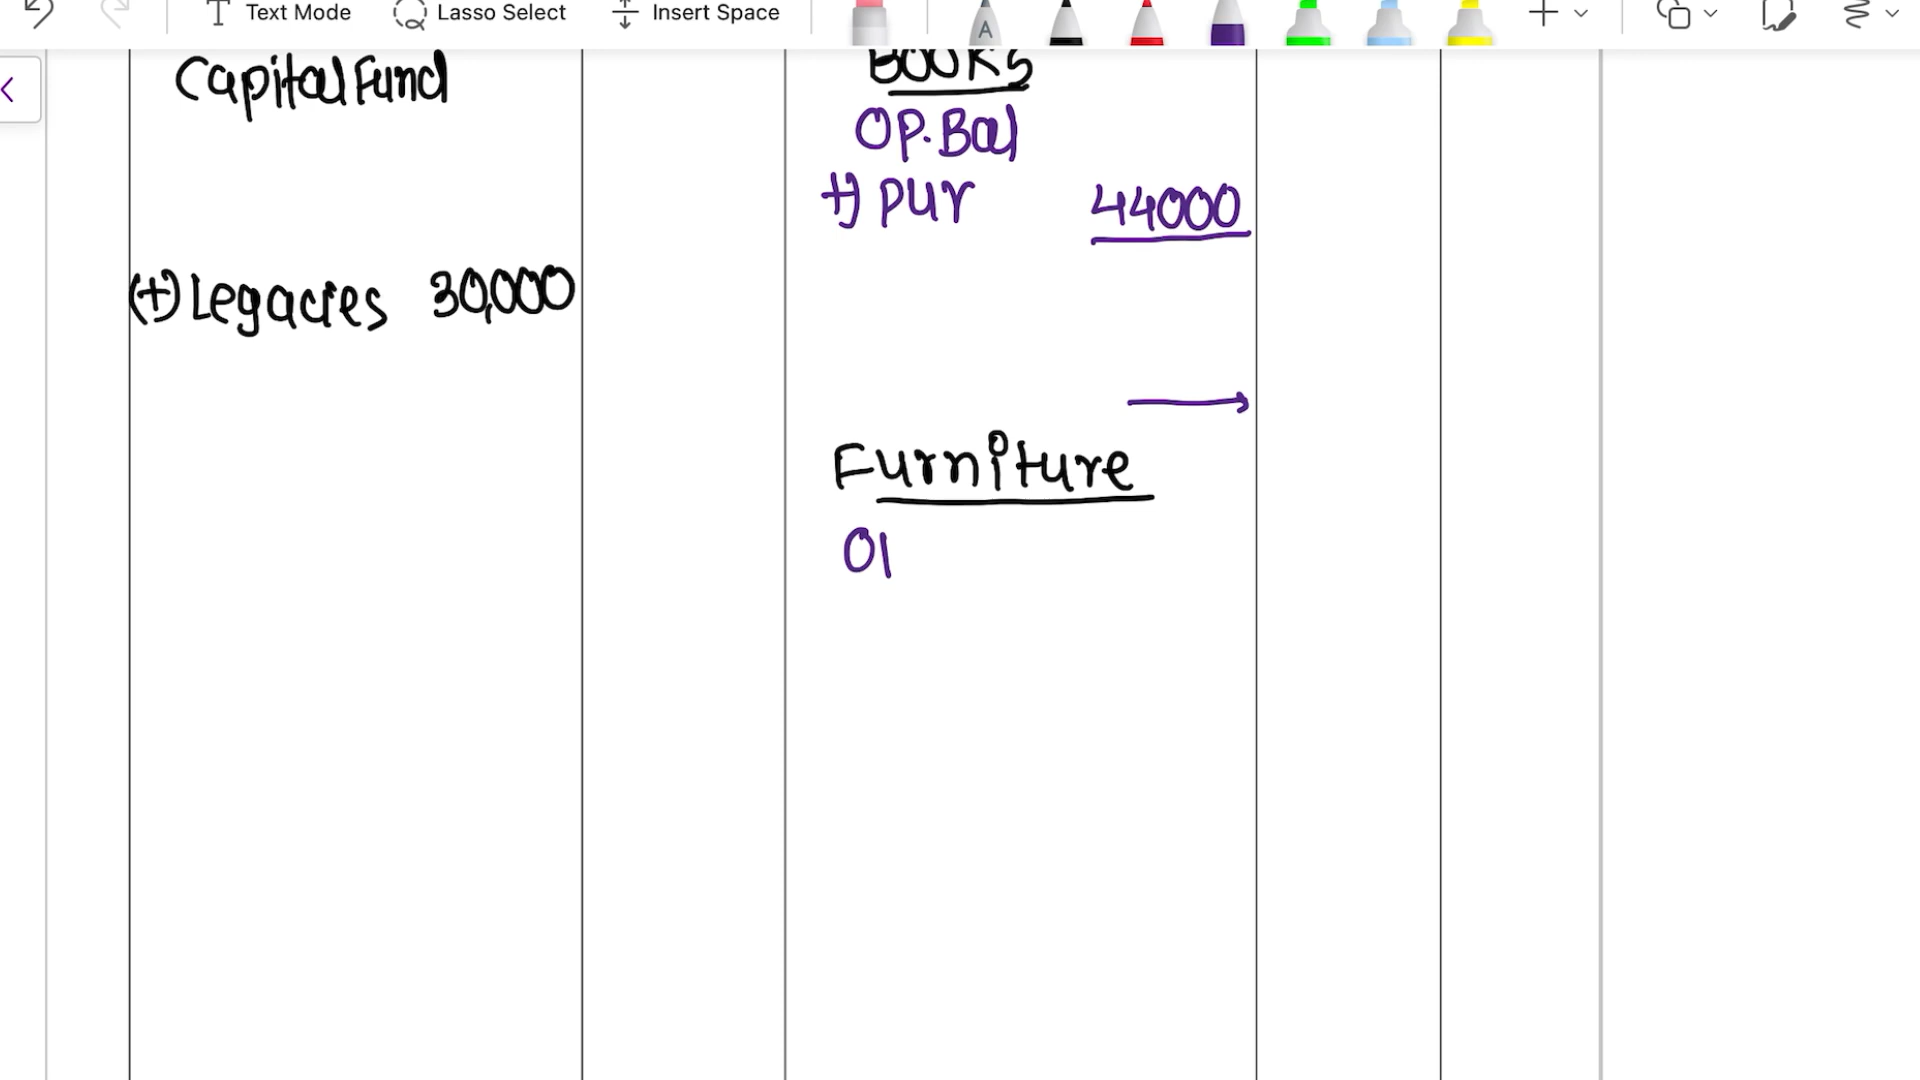 Text Mode Lasso Select Insert Space
A
Capital Fund
(+) Legacies 30,000
Books
OP.Bal
+) pur 44000
Furniture
O